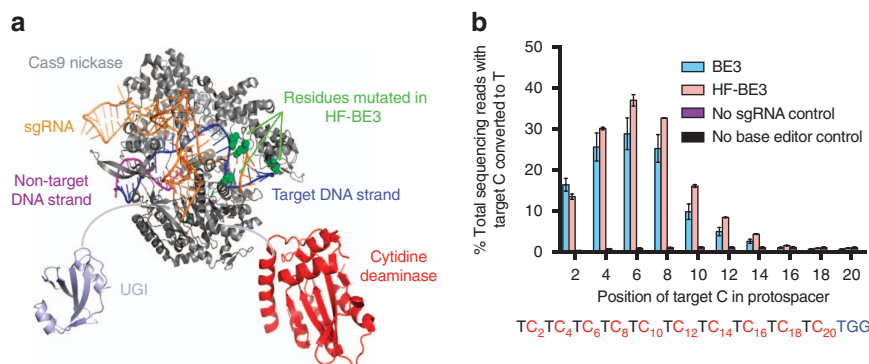 a
Cas9 nickase
sgRNA
Residues mutated in
HF-BE3
Non-target
DNA strand
Target DNA strand
UGI
Cytidine
deaminase
b
% Total sequencing reads with
target C converted to T
50
40
30
20
10
0
BE3
HF-BE3
No sgRNA control
No base editor control
2 4 6 8 10 12 14 16 18 20
Position of target C in protospacer
TC₂TC₄TC₆TC₈TC₁₀TC₁₂TC₁₄TC₁₆TC₁₈TC₂₀TGG